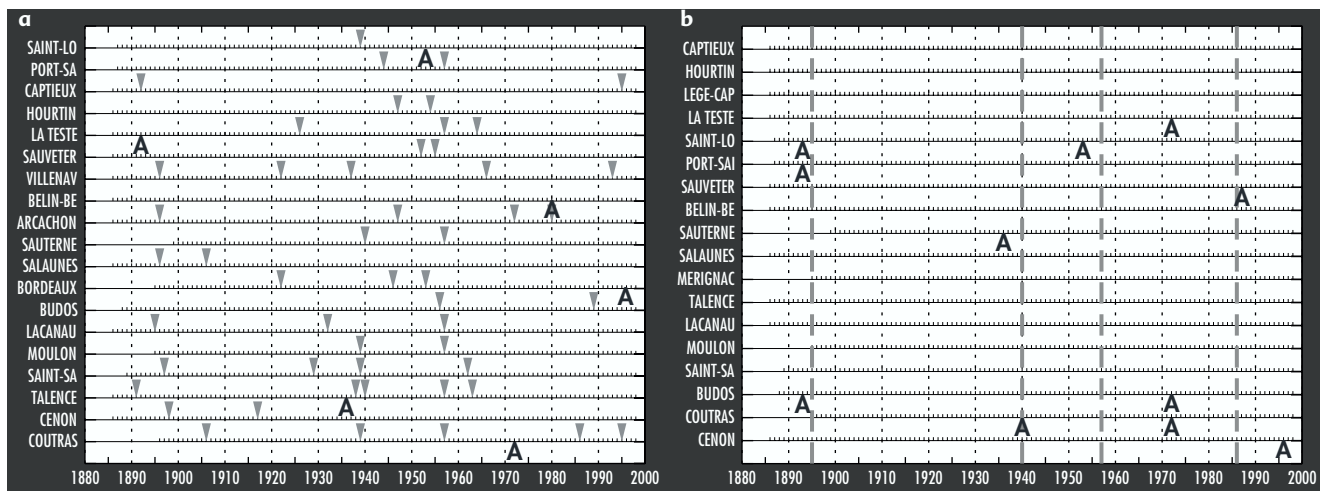 a
SAINT-LO
A
PORT-SA
CAPTIEUX
HOURTIN
LA TESTE
A
SAUVETER
VILLENAV
BELIN-BE
A
ARCACHON
SAUTERNE
SALAUNES
BORDEAUX
A
BUDOS
LACANAU
MOULON
SAINT-SA
TALENCE
A
CENON
COUTRAS
A
1880 1890 1900 1910 1920 1930 1940 1950 1960 1970 1980 1990 2000
b
CAPTIEUX
HOURTIN
LEGE-CAP
LA TESTE
A
SAINT-LO
A A
PORT-SAI
A
SAUVETER
A
BELIN-BE
SAUTERNE
A
SALAUNES
MERIGNAC
TALENCE
LACANAU
MOULON
SAINT-SA
BUDOS
A A
COUTRAS
A A
CENON
A
1880 1890 1900 1910 1920 1930 1940 1950 1960 1970 1980 1990 2000